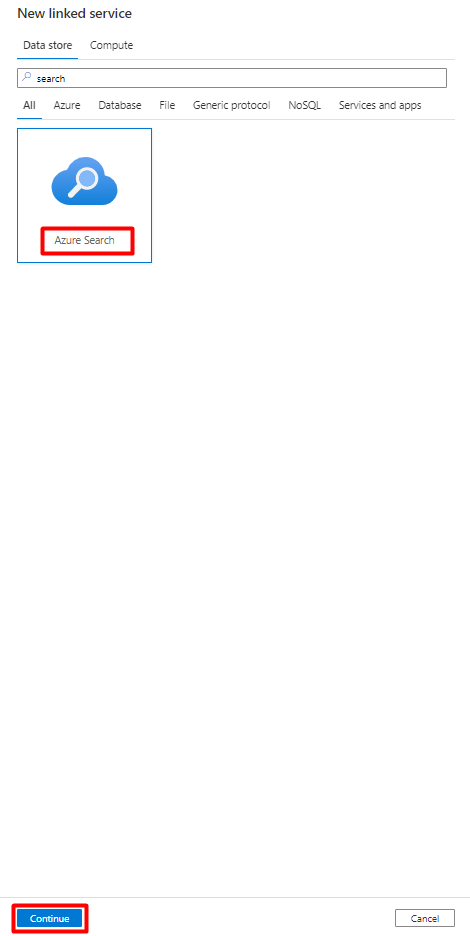 New linked service
Data store Compute
search
All Azure Database File Generic protocol NoSQL Services and apps
Azure Search
Continue Cancel